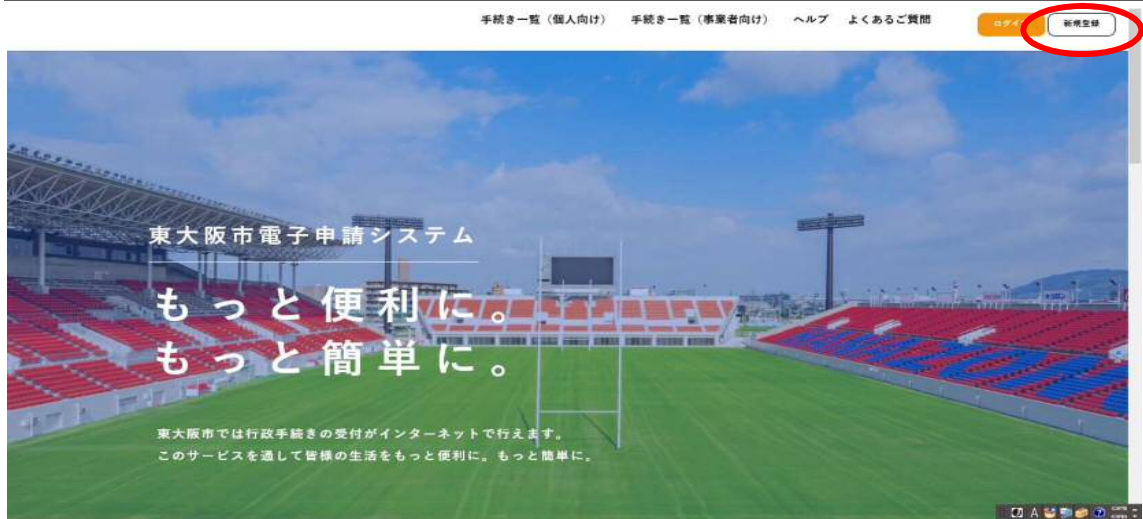 手続き一覧（個人向け） 手続き一覧（事業者向け） ヘルプ よくあるご質問 ログイン 新規登録
東大阪市電子申請システム
もっと便利に。
もっと簡単に。
東大阪市では行政手続きの受付がインターネットで行えます。
このサービスを通して皆様の生活をもっと便利に。もっと簡単に。
A